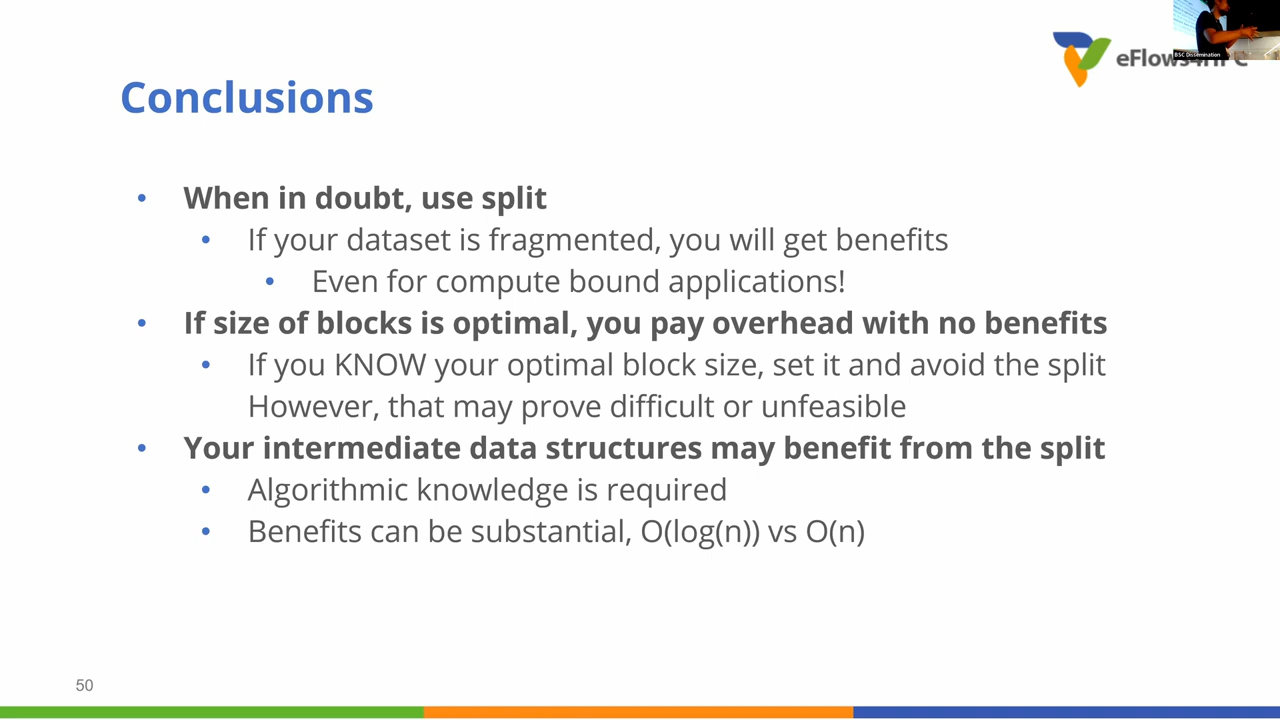 eFlows4HPC
BSC Dissemination
Conclusions
• When in doubt, use split
• If your dataset is fragmented, you will get benefits
• Even for compute bound applications!
• If size of blocks is optimal, you pay overhead with no benefits
• If you KNOW your optimal block size, set it and avoid the split
However, that may prove difficult or unfeasible
• Your intermediate data structures may benefit from the split
• Algorithmic knowledge is required
• Benefits can be substantial, O(log(n)) vs O(n)
50